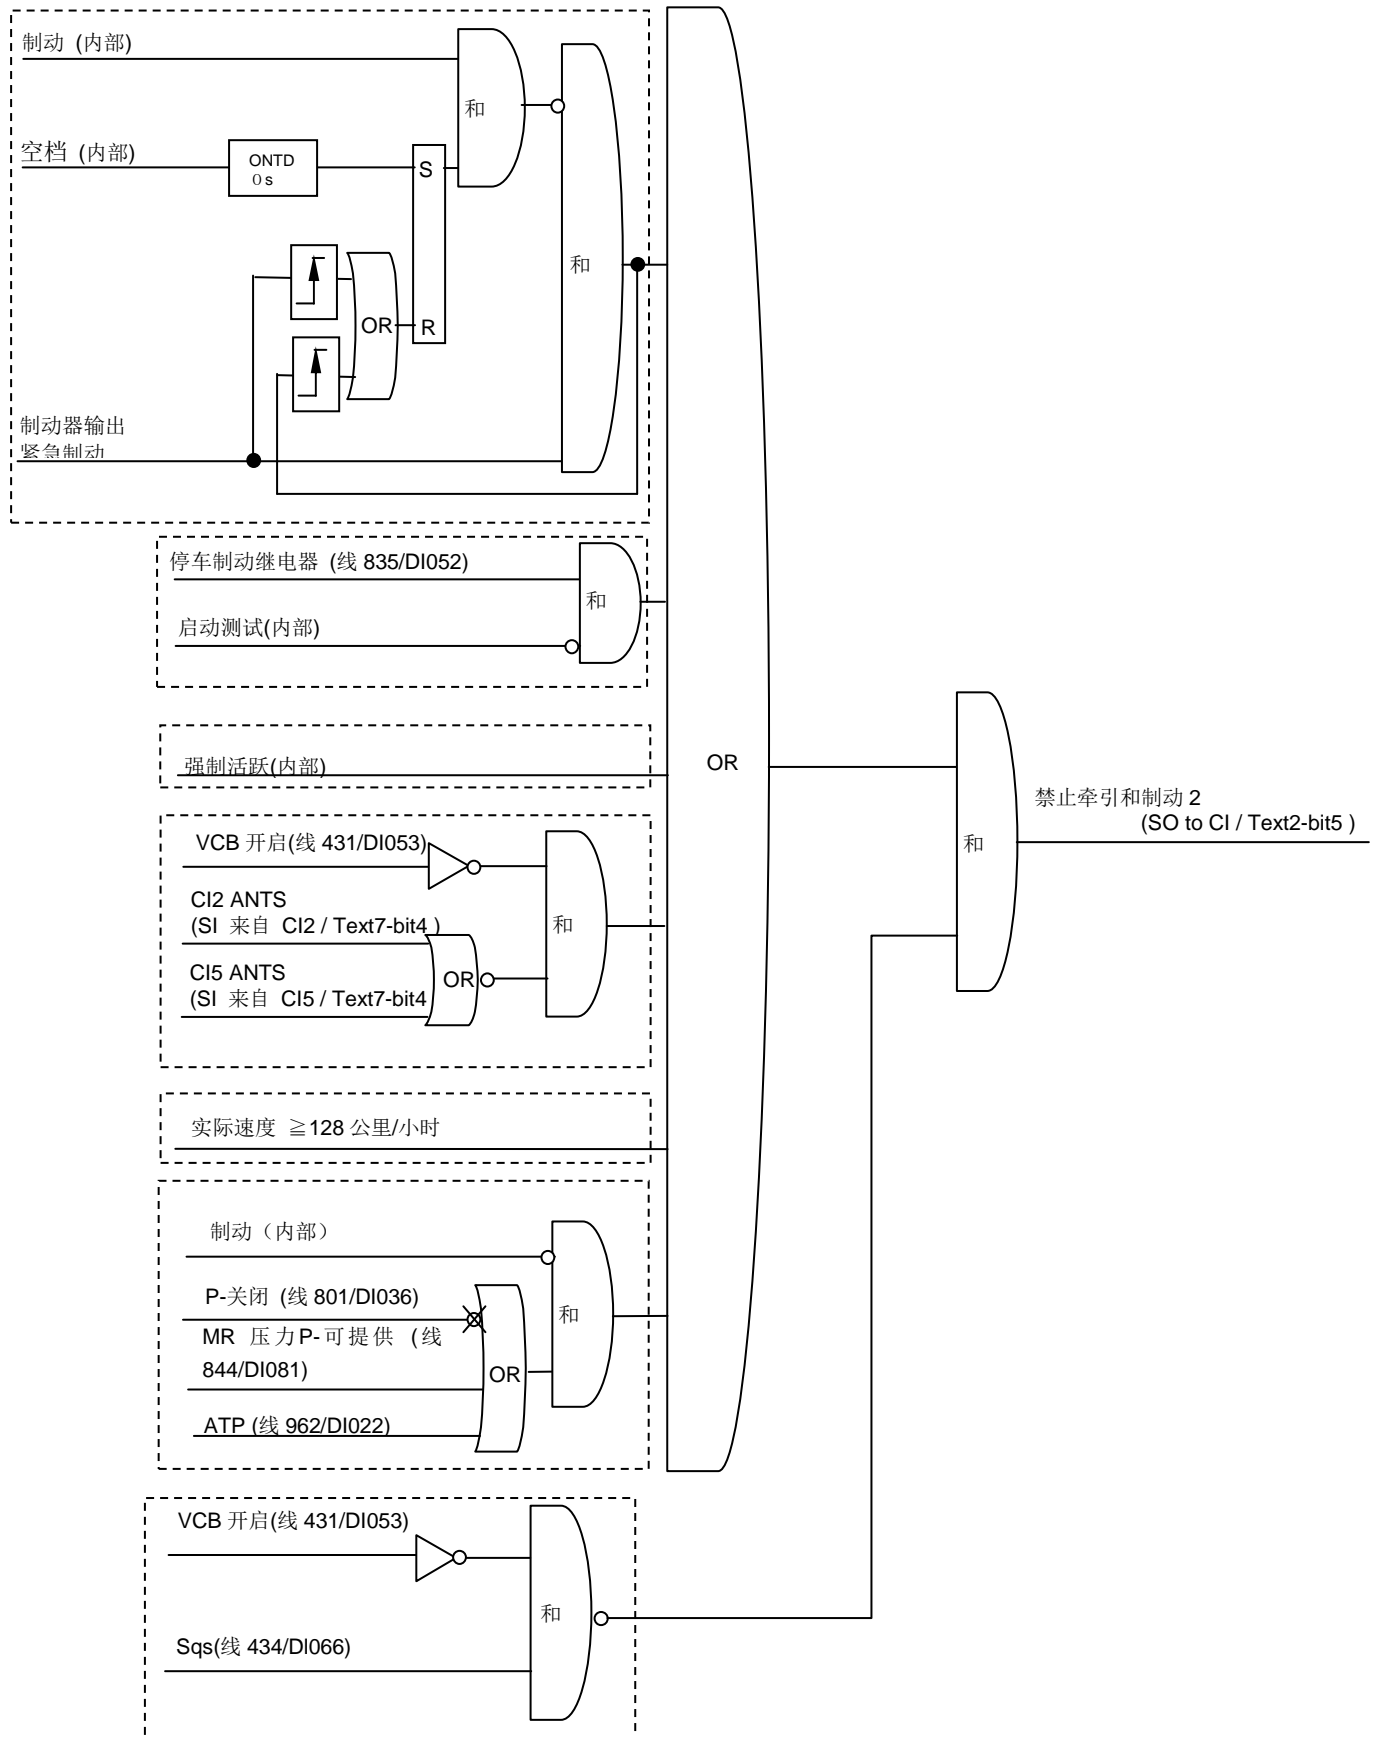 制动 (内部)
和
空档 (内部)
ONTD
0 s
S
和
OR
R
制动器输出
紧急制动
停车制动继电器 (线 835/DI052)
和
启动测试(内部)
强制活跃(内部)
OR
禁止牵引和制动 2
(SO to CI / Text2-bit5 )
和
VCB 开启(线 431/DI053)
CI2 ANTS
(SI 来自 CI2 / Text7-bit4 )
和
CI5 ANTS
(SI 来自 CI5 / Text7-bit4
OR
实际速度 ≧128 公里/小时
制动（内部）
P-关闭 (线 801/DI036)
和
MR 压力P-可提供 (线
844/DI081)
OR
ATP (线 962/DI022)
VCB 开启(线 431/DI053)
和
Sqs(线 434/DI066)